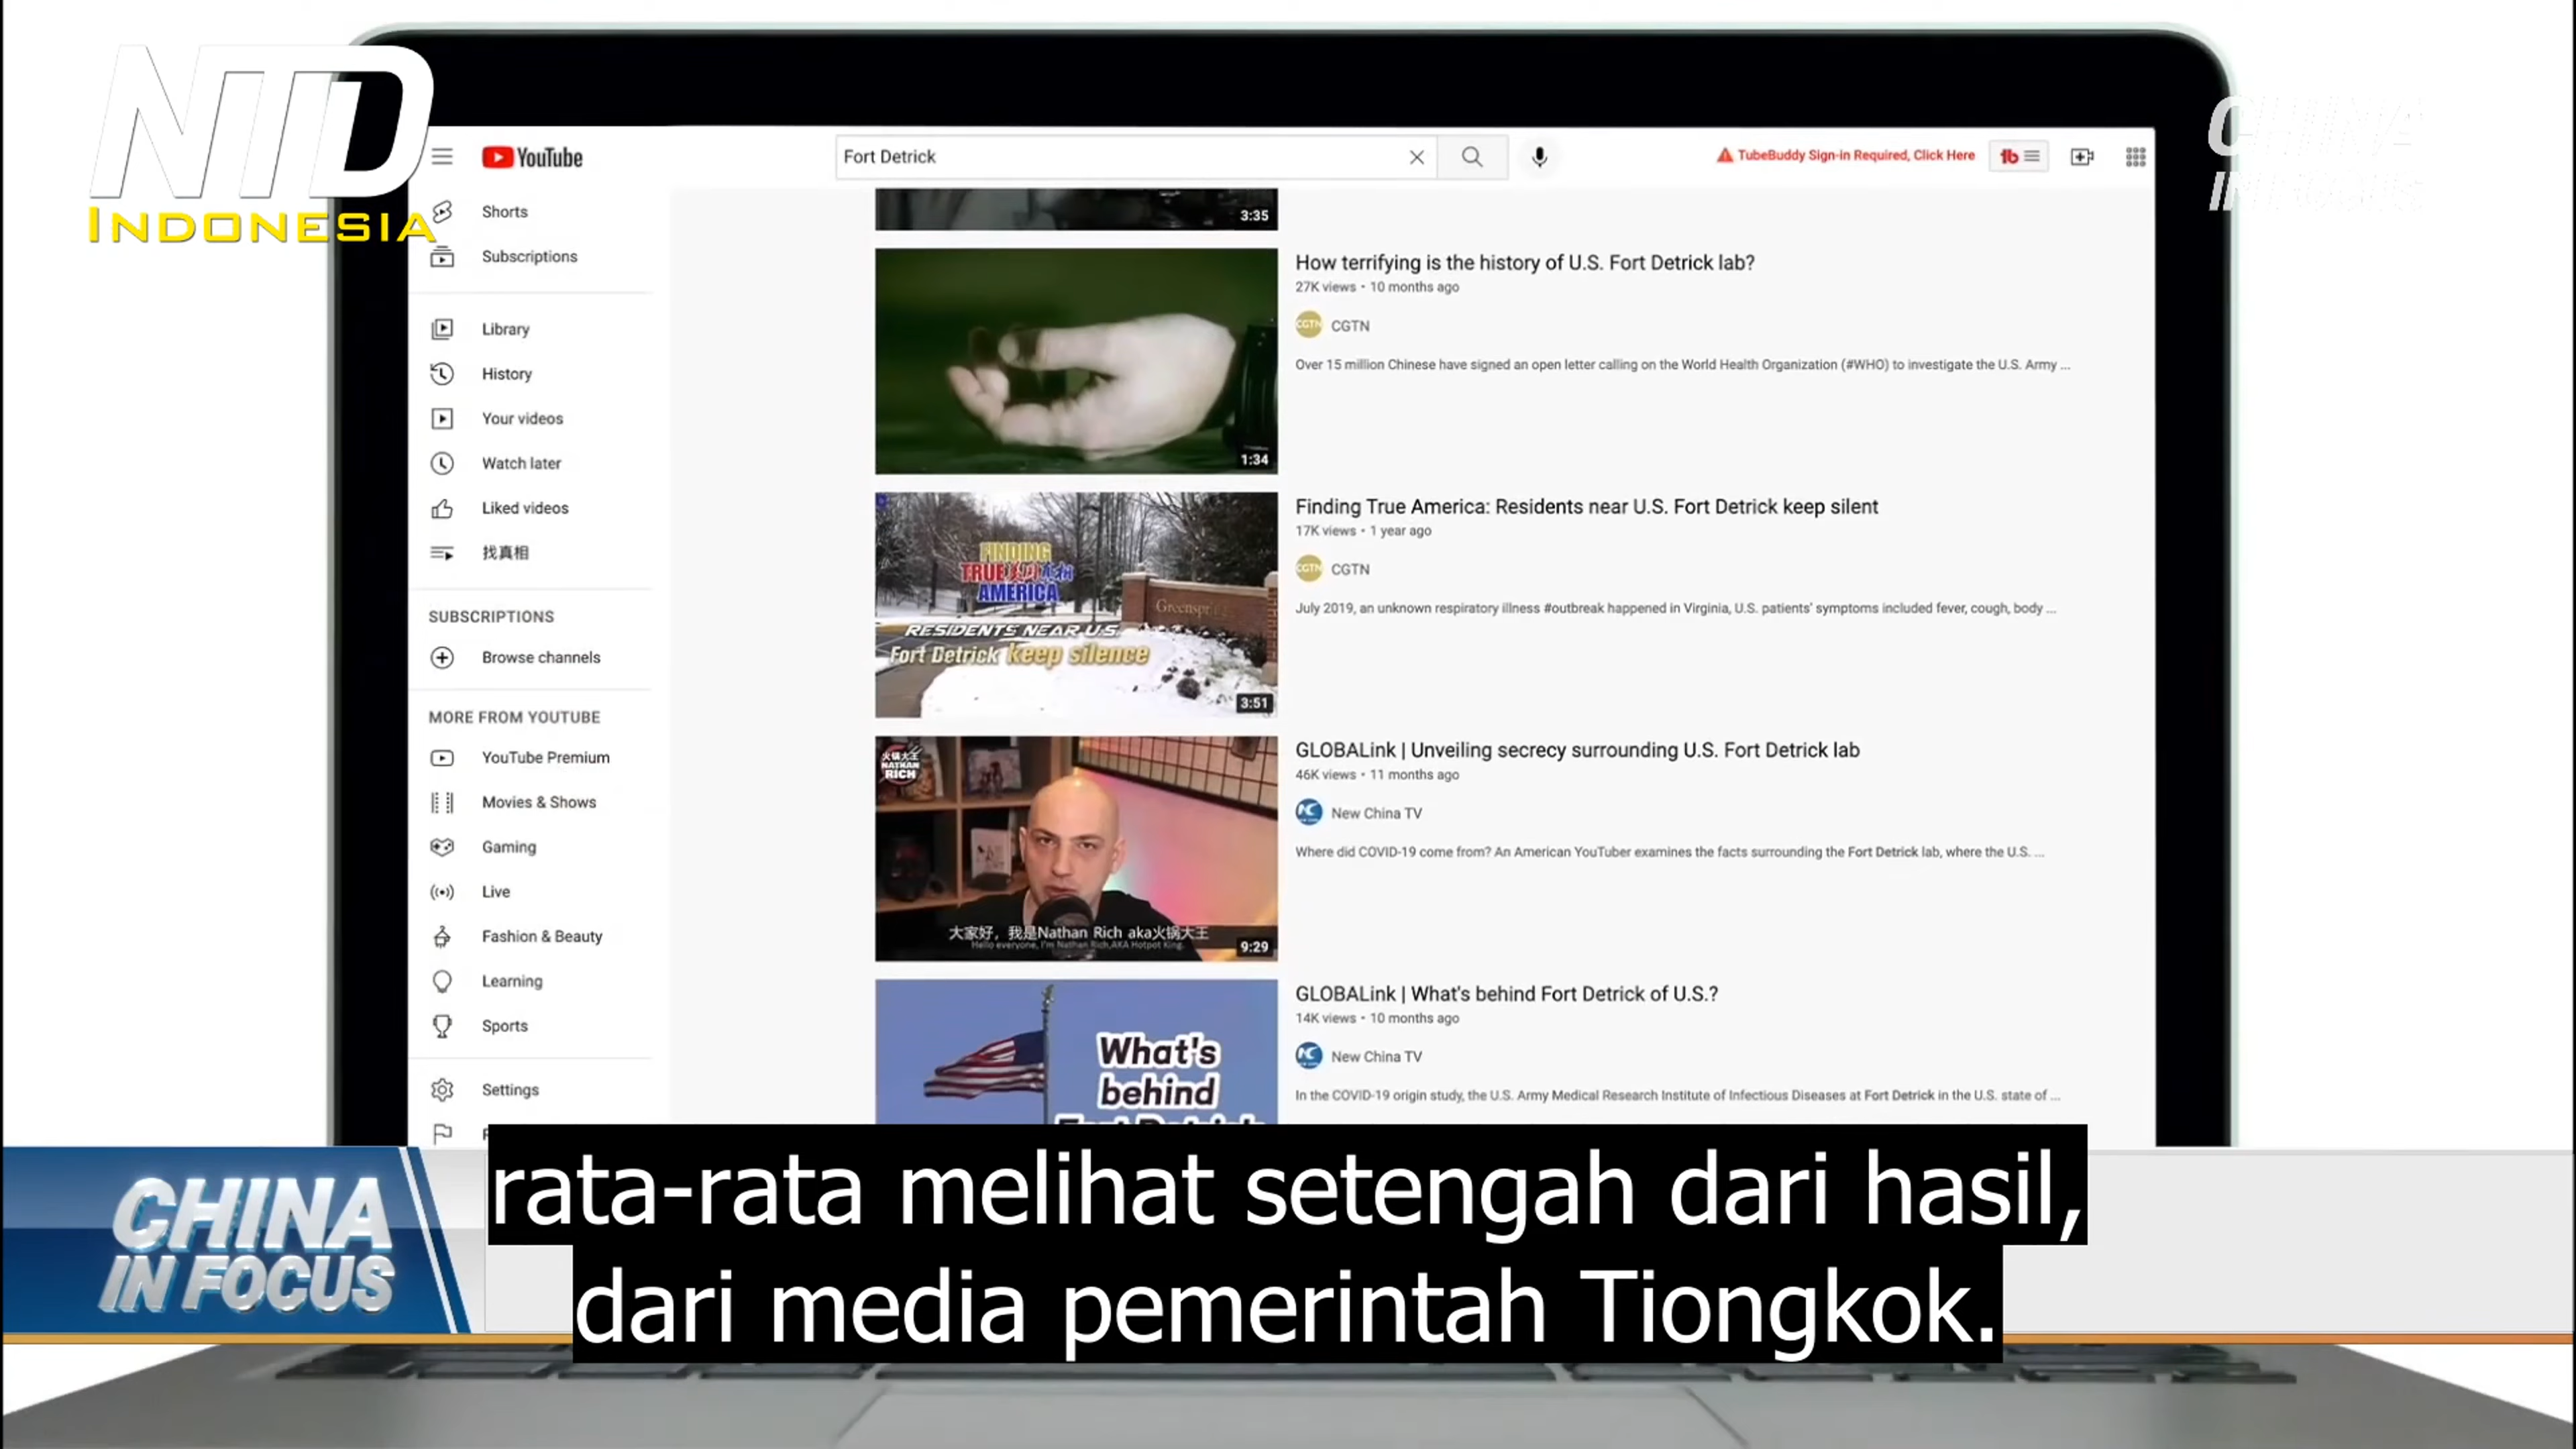 NTD
INDONESIA
CHINA
YouTube
Fort Detrick
TubeBuddy Sign-in Required, Click Here
tb
Shorts
Subscriptions
Library
History
Your videos
Watch later
Liked videos
找真相
SUBSCRIPTIONS
Browse channels
MORE FROM YOUTUBE
YouTube Premium
Movies & Shows
Gaming
Live
Fashion & Beauty
Learning
Sports
Settings
3:35
How terrifying is the history of U.S. Fort Detrick lab?
27K views • 10 months ago
CGTN
CGTN
Over 15 million Chinese have signed an open letter calling on the World Health Organization (#WHO) to investigate the U.S. Army ...
1:34
FINDING
TRUE
AMERICA
Greenspri
RESIDENTS NEAR U.S.
Fort Detrick keep silence
3:51
Finding True America: Residents near U.S. Fort Detrick keep silent
17K views • 1 year ago
CGTN
CGTN
July 2019, an unknown respiratory illness #outbreak happened in Virginia, U.S. patients' symptoms included fever, cough, body ...
火锅大王
NATHAN
RICH
大家好，我是Nathan Rich aka火锅大王
Hello everyone, I'm Nathan Rich,AKA Hotpot King.
9:29
GLOBALink | Unveiling secrecy surrounding U.S. Fort Detrick lab
46K views • 11 months ago
New China TV
Where did COVID-19 come from? An American YouTuber examines the facts surrounding the Fort Detrick lab, where the U.S. ...
What's
behind
Fort Detrick
GLOBALink | What's behind Fort Detrick of U.S.?
14K views • 10 months ago
New China TV
In the COVID-19 origin study, the U.S. Army Medical Research Institute of Infectious Diseases at Fort Detrick in the U.S. state of ...
CHINA
IN FOCUS
rata-rata melihat setengah dari hasil,
dari media pemerintah Tiongkok.